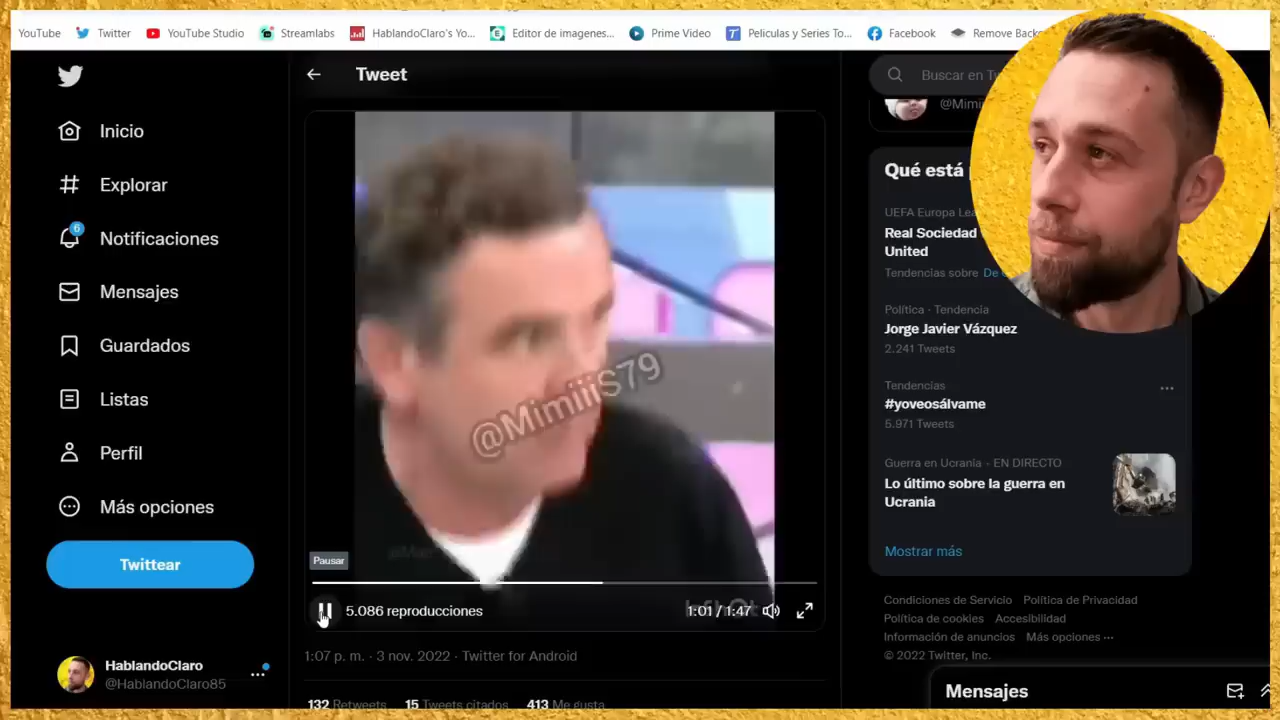 YouTube Twitter YouTube Studio Streamlabs HablandoClaro's Yo... Editor de imagenes... Prime Video Peliculas y Series To... Facebook Remove
Tweet
Buscar en
Inicio
@Mimi
Explorar
Qué está
6
Notificaciones
UEFA Europa
Real Sociedad
United
Tendencias sobre
Mensajes
Política · Tendencia
Jorge Javier Vázquez
2.241 Tweets
Guardados
@MimiiiS79
Tendencias
#yoveosálvame
5.971 Tweets
Listas
Perfil
Guerra en Ucrania · EN DIRECTO
Lo último sobre la guerra en
Ucrania
Más opciones
Mostrar más
Twittear
Pausar
5.086 reproducciones
1:01 / 1:47
Condiciones de Servicio Política de Privacidad
Política de cookies Accesibilidad
Información de anuncios Más opciones ···
© 2022 Twitter, Inc.
1:07 p. m. · 3 nov. 2022 · Twitter for Android
HablandoClaro
@HablandoClaro85
Mensajes
132 Retweets 15 Tweets citados 413 Me gusta